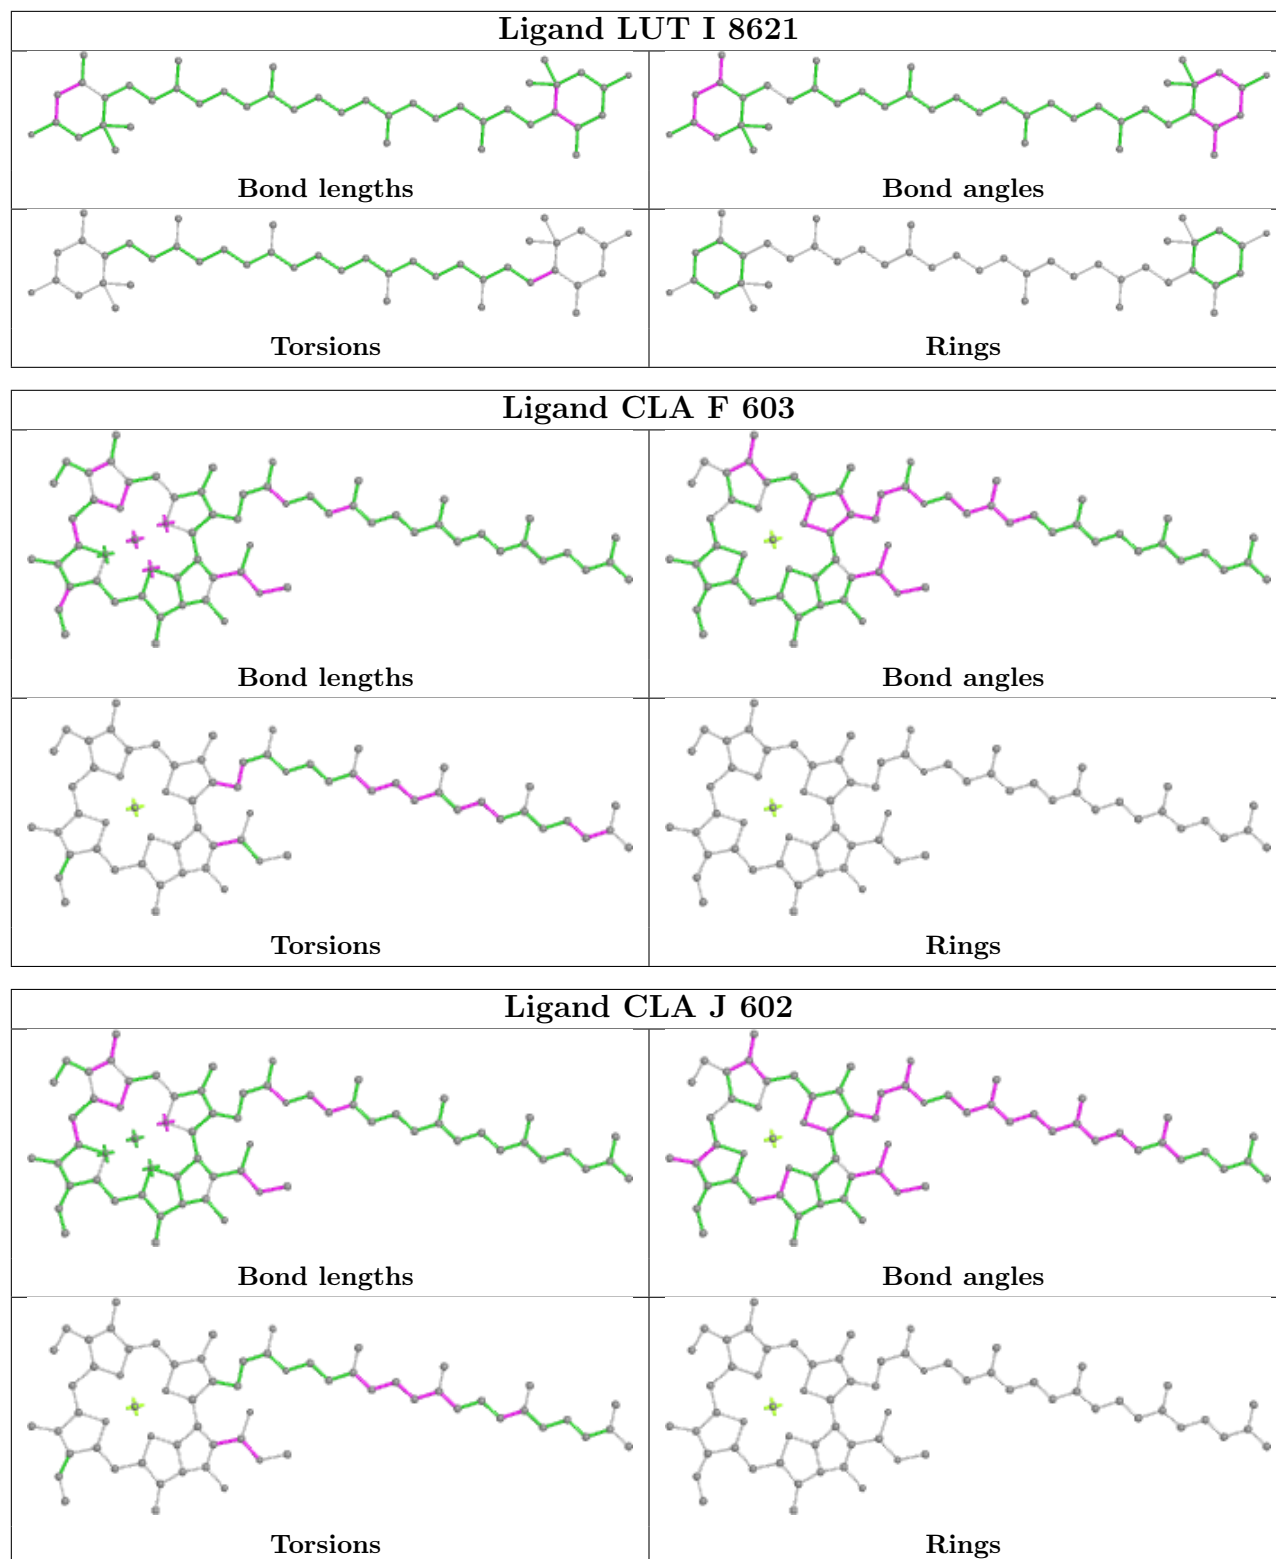 Ligand LUT I 8621
Bond lengths
Bond angles
Torsions
Rings
Ligand CLA F 603
Bond lengths
Bond angles
Torsions
Rings
Ligand CLA J 602
Bond lengths
Bond angles
Torsions
Rings